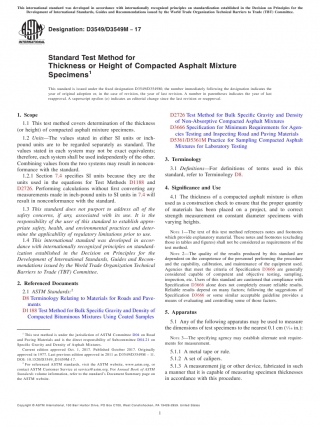 This international standard was developed in accordance with internationally recognized principles on standardization established in the Decision on Principles for the
Development of International Standards, Guides and Recommendations issued by the World Trade Organization Technical Barriers to Trade (TBT) Committee.
Designation: D3549/D3549M − 17
INTERNATIONAL
Standard Test Method for
Thickness or Height of Compacted Asphalt Mixture
Specimens¹
This standard is issued under the fixed designation D3549/D3549M; the number immediately following the designation indicates the
year of original adoption or, in the case of revision, the year of last revision. A number in parentheses indicates the year of last
reapproval. A superscript epsilon (ε) indicates an editorial change since the last revision or reapproval.
1. Scope
1.1 This test method covers determination of the thickness
(or height) of compacted asphalt mixture specimens.
1.2 Units—The values stated in either SI units or inch-
pound units are to be regarded separately as standard. The
values stated in each system may not be exact equivalents;
therefore, each system shall be used independently of the other.
Combining values from the two systems may result in noncon-
formance with the standard.
1.2.1 Section 7.4 specifies SI units because they are the
units used in the equations for Test Methods D1188 and
D2726. Performing calculations without first converting any
measurements made in inch-pound units to SI units in 7.4 will
result in nonconformance with the standard.
1.3 This standard does not purport to address all of the
safety concerns, if any, associated with its use. It is the
responsibility of the user of this standard to establish appro-
priate safety, health, and environmental practices and deter-
mine the applicability of regulatory limitations prior to use.
1.4 This international standard was developed in accor-
dance with internationally recognized principles on standard-
ization established in the Decision on Principles for the
Development of International Standards, Guides and Recom-
mendations issued by the World Trade Organization Technical
Barriers to Trade (TBT) Committee.
2. Referenced Documents
2.1 ASTM Standards:²
D8 Terminology Relating to Materials for Roads and Pave-
ments
D1188 Test Method for Bulk Specific Gravity and Density of
Compacted Bituminous Mixtures Using Coated Samples
¹ This test method is under the jurisdiction of ASTM Committee D04 on Road
and Paving Materials and is the direct responsibility of Subcommittee D04.21 on
Specific Gravity and Density of Asphalt Mixtures.
Current edition approved Oct. 1, 2017. Published October 2017. Originally
DOI: 10.1520/D3549_D3549M-17.
² For referenced ASTM standards, visit the ASTM website, www.astm.org, or
contact ASTM Customer Service at service@astm.org. For Annual Book of ASTM
Standards volume information, refer to the standard's Document Summary page on
the ASTM website.
D2726 Test Method for Bulk Specific Gravity and Density
of Non-Absorptive Compacted Asphalt Mixtures
D3666 Specification for Minimum Requirements for Agen-
cies Testing and Inspecting Road and Paving Materials
D5361/D5361M Practice for Sampling Compacted Asphalt
Mixtures for Laboratory Testing
3. Terminology
3.1 Definitions—For definitions of terms used in this
standard, refer to Terminology D8.
4. Significance and Use
4.1 The thickness of a compacted asphalt mixture is often
used as a construction check to ensure that the proper quantity
of materials has been placed on a project, and to correct
strength measurements on constant diameter specimens with
varying heights.
NOTE 1—The text of this test method references notes and footnotes
which provide explanatory material. These notes and footnotes (excluding
those in tables and figures) shall not be considered as requirements of the
test method.
NOTE 2—The quality of the results produced by this standard are
dependent on the competence of the personnel performing the procedure
and the capability, calibration, and maintenance of the equipment used.
Agencies that meet the criteria of Specification D3666 are generally
considered capable of competent and objective testing, sampling,
inspection, etc. Users of this standard are cautioned that compliance with
Specification D3666 alone does not completely ensure reliable results.
Reliable results depend on many factors; following the suggestions of
Specification D3666 or some similar acceptable guideline provides a
means of evaluating and controlling some of those factors.
5. Apparatus
5.1 Any of the following apparatus may be used to measure
the dimensions of test specimens to the nearest 0.1 cm (1/16 in.):
NOTE 3—The specifying agency may establish alternate unit require-
ments for measurement.
5.1.1 A metal tape or rule.
5.1.2 A set of calipers.
5.1.3 A measurement jig or other device, fabricated in such
a manner that it is capable of measuring specimen thicknesses
in accordance with this procedure.
Copyright © ASTM International, 100 Barr Harbor Drive, PO Box C700, West Conshohocken, PA 19428-2959. United States
1